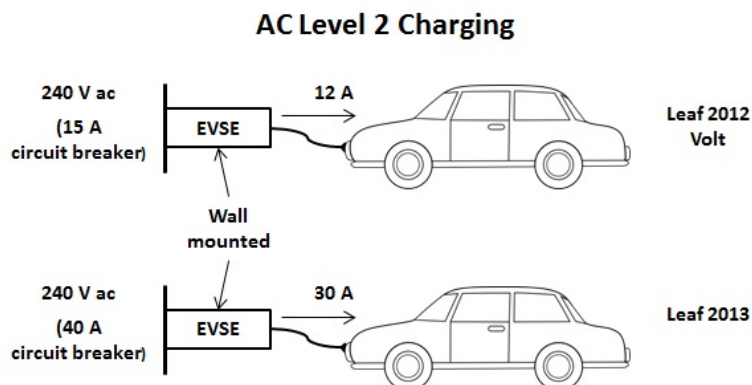 AC Level 2 Charging
240 V ac
(15 A
circuit breaker)
EVSE
12 A
Leaf 2012
Volt
Wall
mounted
240 V ac
(40 A
circuit breaker)
EVSE
30 A
Leaf 2013